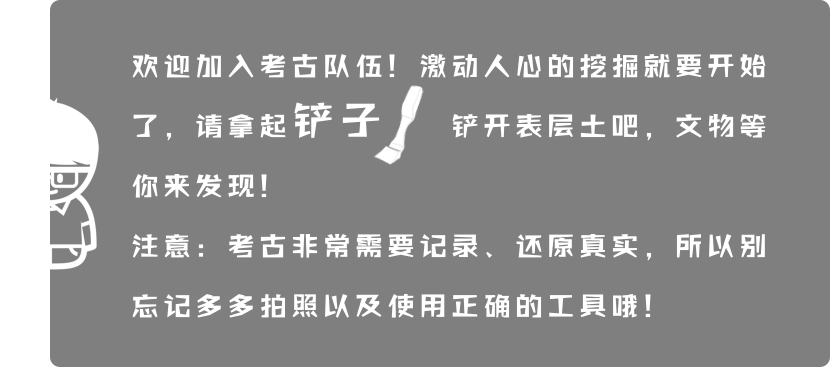 欢迎加入考古队伍！激动人心的挖掘就要开始
了，请拿起铲子 铲开表层土吧，文物等
你来发现！
注意：考古非常需要记录、还原真实，所以别
忘记多多拍照以及使用正确的工具哦！